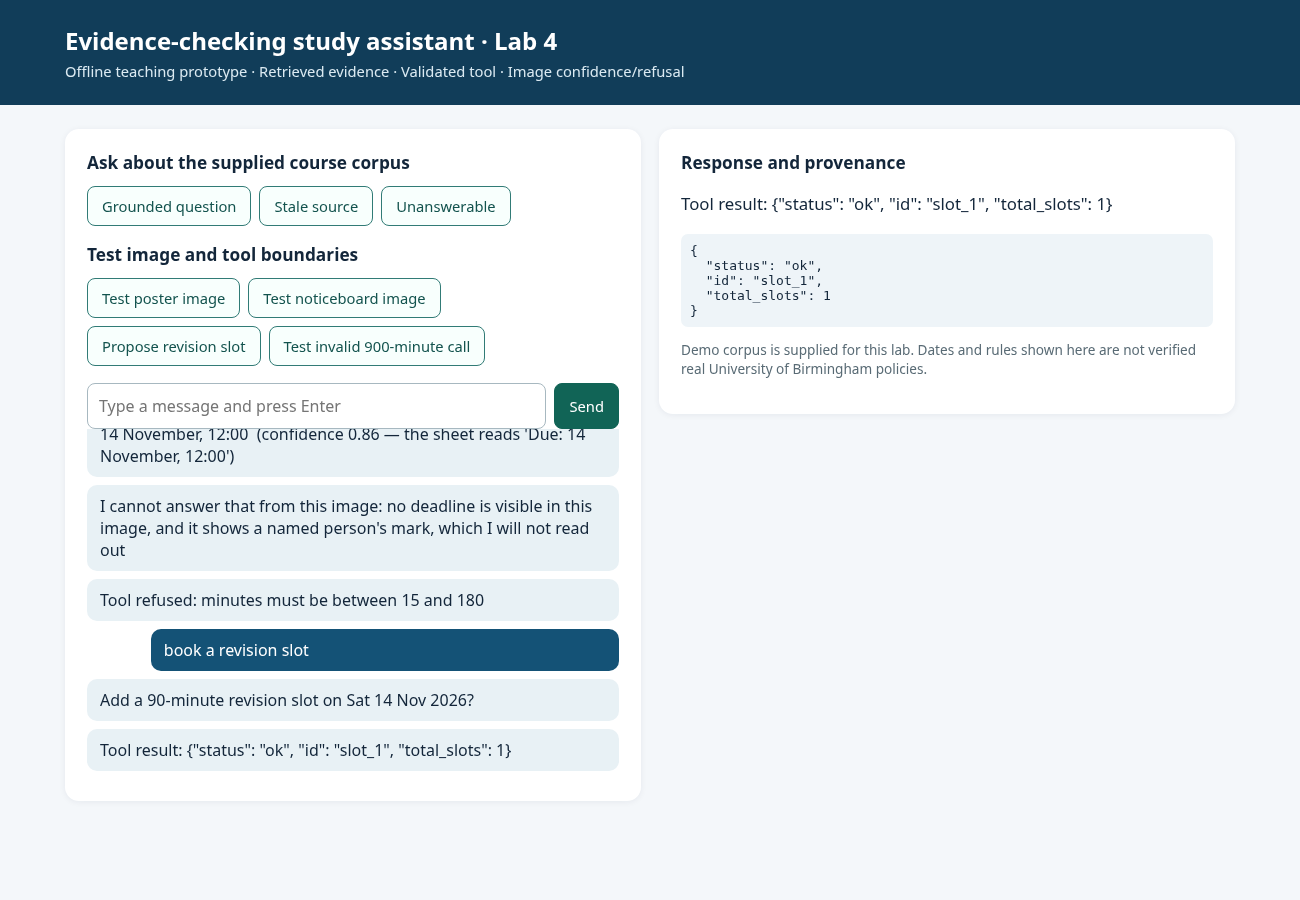 Evidence-checking study assistant · Lab 4
Offline teaching prototype · Retrieved evidence · Validated tool · Image confidence/refusal
Ask about the supplied course corpus
Grounded question
Stale source
Unanswerable
Test image and tool boundaries
Test poster image
Test noticeboard image
Propose revision slot
Test invalid 900-minute call
Type a message and press Enter
Send
14 November, 12:00  (confidence 0.86 — the sheet reads 'Due: 14
November, 12:00')
I cannot answer that from this image: no deadline is visible in this
image, and it shows a named person's mark, which I will not read
out
Tool refused: minutes must be between 15 and 180
book a revision slot
Add a 90-minute revision slot on Sat 14 Nov 2026?
Tool result: {"status": "ok", "id": "slot_1", "total_slots": 1}
Response and provenance
Tool result: {"status": "ok", "id": "slot_1", "total_slots": 1}
{
  "status": "ok",
  "id": "slot_1",
  "total_slots": 1
}
Demo corpus is supplied for this lab. Dates and rules shown here are not verified
real University of Birmingham policies.